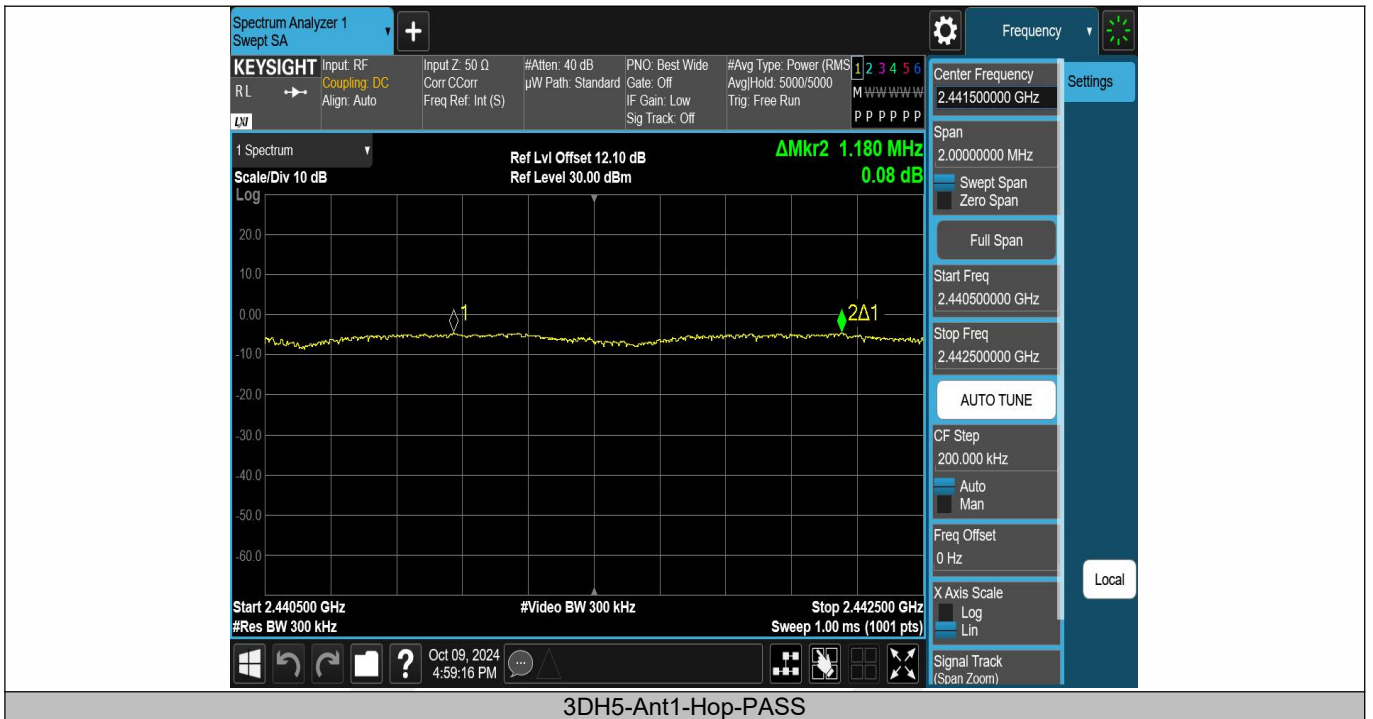 Spectrum Analyzer 1
Swept SA
+
Frequency
KEYSIGHT
RL
LXI
Input: RF
Coupling: DC
Align: Auto
Input Z: 50 Ω
Corr CCorr
Freq Ref: Int (S)
#Atten: 40 dB
µW Path: Standard
PNO: Best Wide
Gate: Off
IF Gain: Low
Sig Track: Off
#Avg Type: Power (RMS
Avg|Hold: 5000/5000
Trig: Free Run
1 2 3 4 5 6
M W W W W W
P P P P P P
Center Frequency
2.441500000 GHz
Settings
Span
2.00000000 MHz
Swept Span
Zero Span
Full Span
Start Freq
2.440500000 GHz
Stop Freq
2.442500000 GHz
AUTO TUNE
CF Step
200.000 kHz
Auto
Man
Freq Offset
0 Hz
X Axis Scale
Log
Lin
Local
Signal Track
(Span Zoom)
1 Spectrum
Scale/Div 10 dB
Ref Lvl Offset 12.10 dB
Ref Level 30.00 dBm
ΔMkr2 1.180 MHz
0.08 dB
Log
20.0
10.0
0.00
-10.0
-20.0
-30.0
-40.0
-50.0
-60.0
1
2Δ1
Start 2.440500 GHz
#Video BW 300 kHz
Stop 2.442500 GHz
#Res BW 300 kHz
Sweep 1.00 ms (1001 pts)
?
Oct 09, 2024
4:59:16 PM
3DH5-Ant1-Hop-PASS